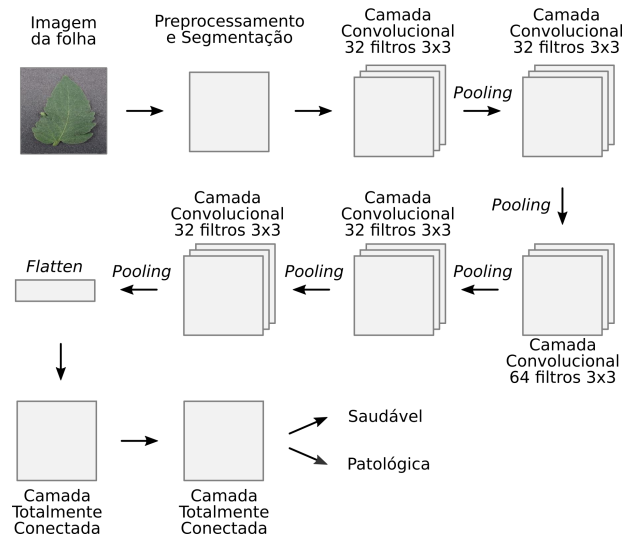 Imagem
da folha
Preprocessamento
e Segmentação
Camada
Convolucional
32 filtros 3x3
Pooling
Camada
Convolucional
32 filtros 3x3
Pooling
Camada
Convolucional
64 filtros 3x3
Pooling
Camada
Convolucional
32 filtros 3x3
Pooling
Camada
Convolucional
32 filtros 3x3
Pooling
Flatten
Camada
Totalmente
Conectada
Camada
Totalmente
Conectada
Saudável
Patológica